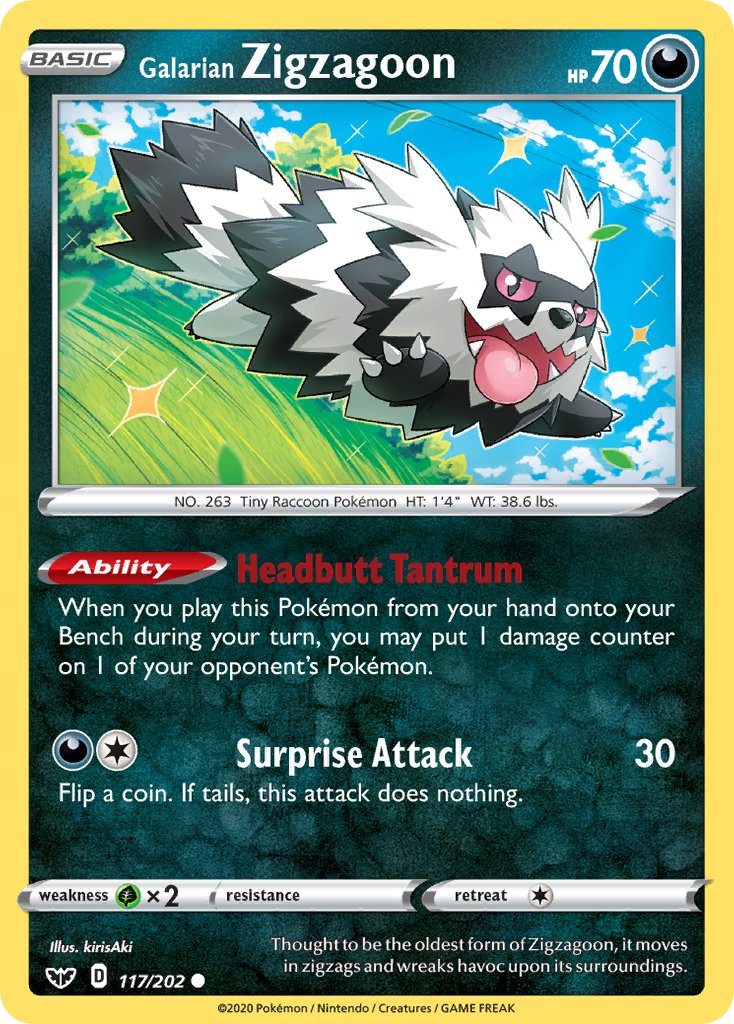 BASIC
Galarian Zigzagoon
HP 70
NO. 263 Tiny Raccoon Pokémon HT: 1'4" WT: 38.6 lbs.
Ability Headbutt Tantrum
When you play this Pokémon from your hand onto your
Bench during your turn, you may put 1 damage counter
on 1 of your opponent's Pokémon.
Surprise Attack 30
Flip a coin. If tails, this attack does nothing.
weakness ×2 resistance retreat
Illus. kirisAki
Thought to be the oldest form of Zigzagoon, it moves
in zigzags and wreaks havoc upon its surroundings.
D 117/202
©2020 Pokémon / Nintendo / Creatures / GAME FREAK